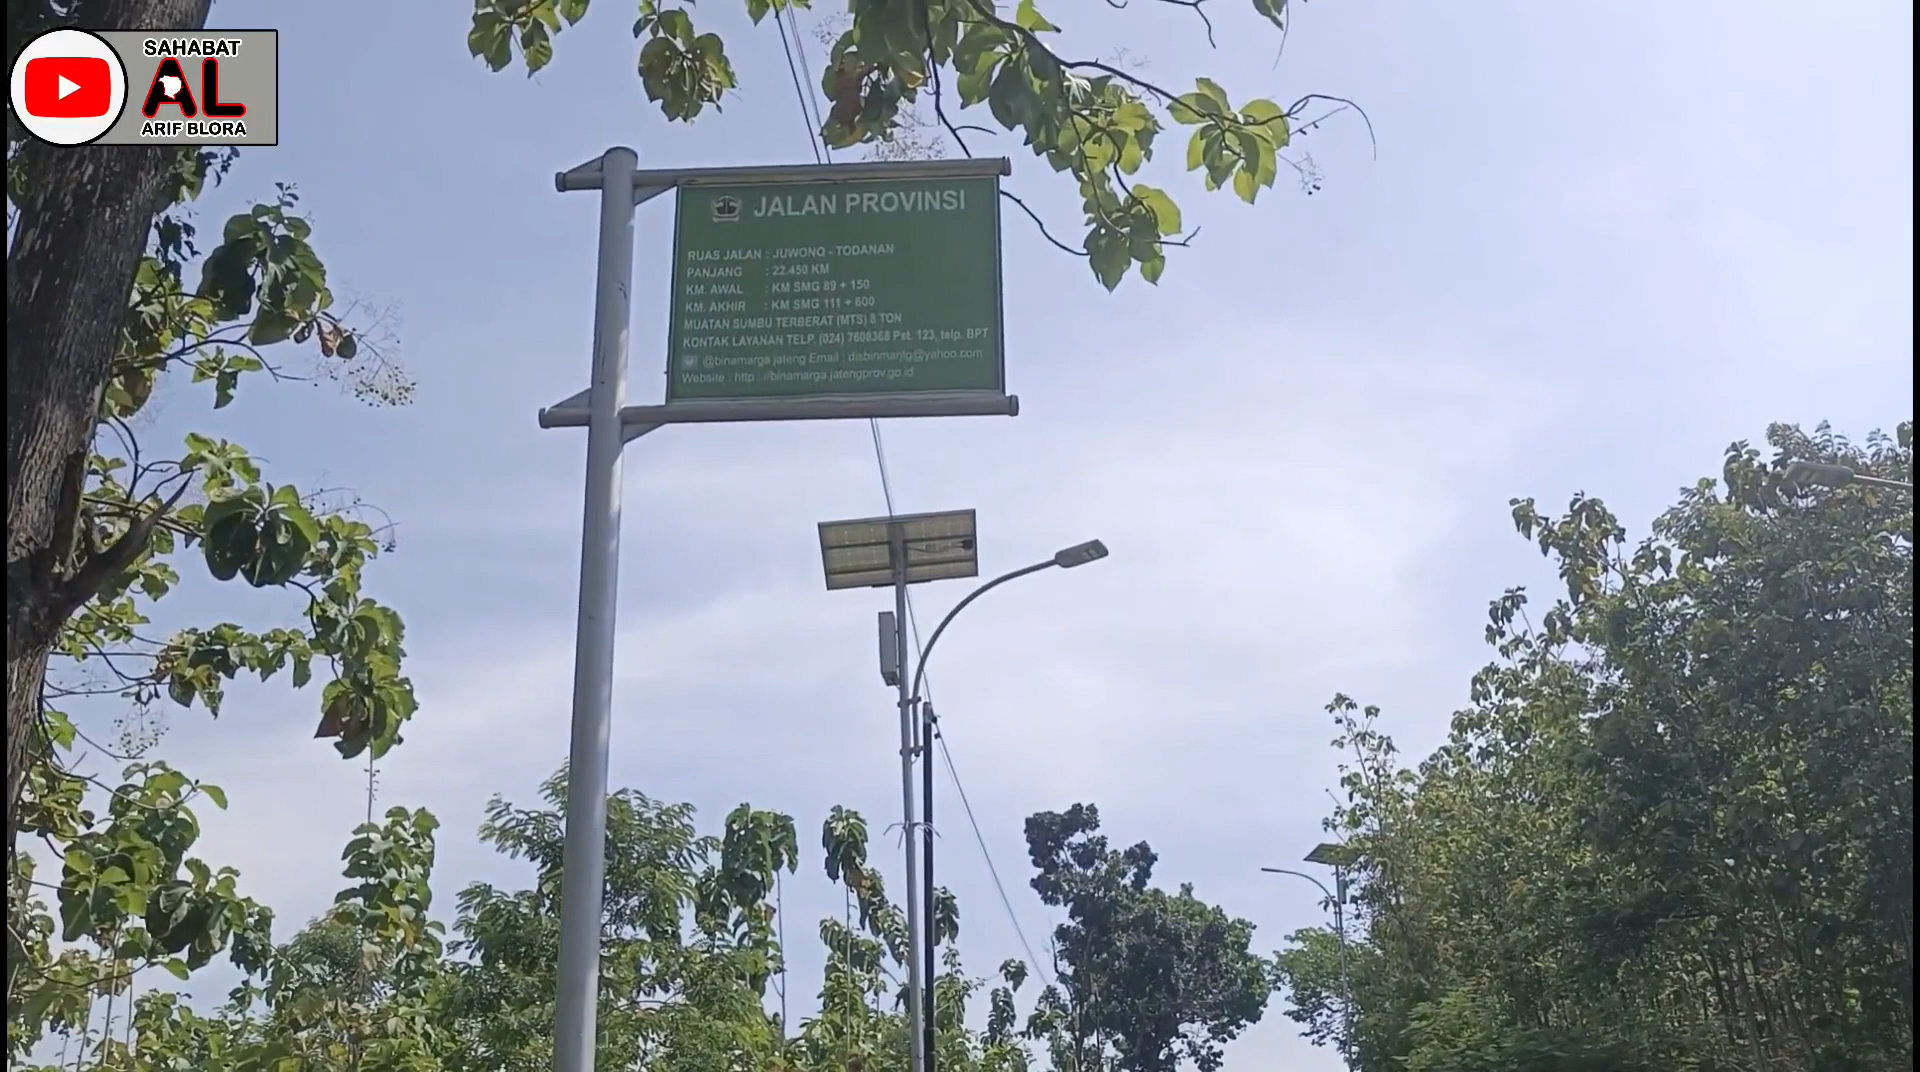 SAHABAT
AL
ARIF BLORA
JALAN PROVINSI
RUAS JALAN : JUWONO - TODANAN
PANJANG : 22.450 KM
KM. AWAL : KM SMG 89 + 150
KM. AKHIR : KM SMG 111 + 600
MUATAN SUMBU TERBERAT (MTS) 8 TON
KONTAK LAYANAN TELP. (024) 7608368 Pst. 123, telp. BPT
@binamarga jateng Email : disbinmarjtg@yahoo.com
Website : http : //binamarga.jatengprov.go.id